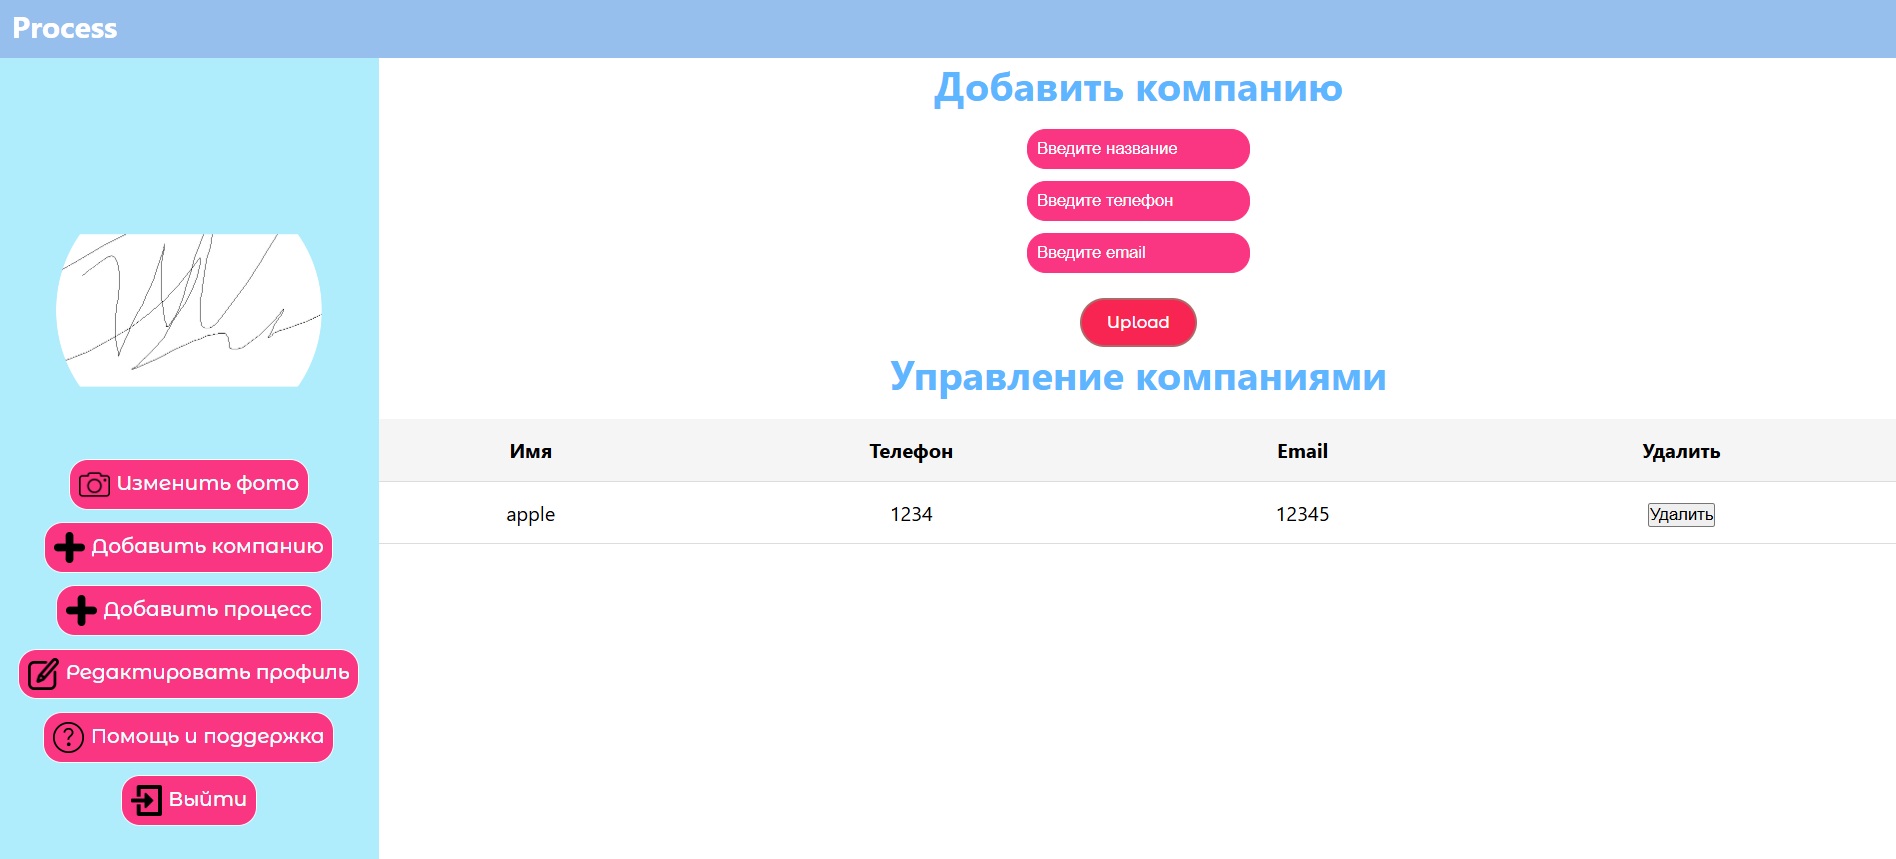 Process
Изменить фото
Добавить компанию
Добавить процесс
Редактировать профиль
Помощь и поддержка
Выйти
Добавить компанию
Введите название
Введите телефон
Введите email
Upload
Управление компаниями
Имя Телефон Email Удалить
apple 1234 12345 Удалить